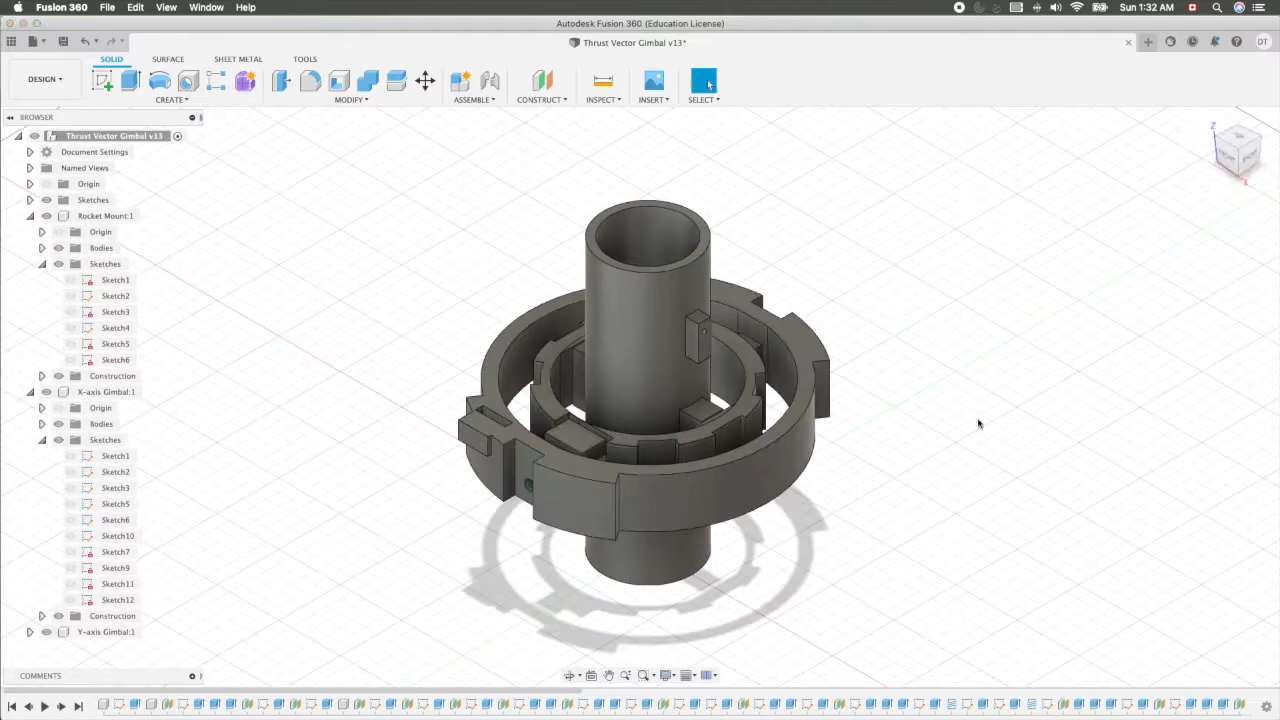 Fusion 360 File Edit View Window Help Sun 1:32 AM
Autodesk Fusion 360 (Education License)
Thrust Vector Gimbal v13* DT
SOLID SURFACE SHEET METAL TOOLS
DESIGN
CREATE MODIFY ASSEMBLE CONSTRUCT INSPECT INSERT SELECT
BROWSER
Thrust Vector Gimbal v13
Document Settings
Named Views
Origin
Sketches
Rocket Mount:1
Origin
Bodies
Sketches
Sketch1
Sketch2
Sketch3
Sketch4
Sketch5
Sketch6
Construction
X-axis Gimbal:1
Origin
Bodies
Sketches
Sketch1
Sketch2
Sketch3
Sketch5
Sketch6
Sketch10
Sketch7
Sketch9
Sketch11
Sketch12
Construction
Y-axis Gimbal:1
COMMENTS
Z
X